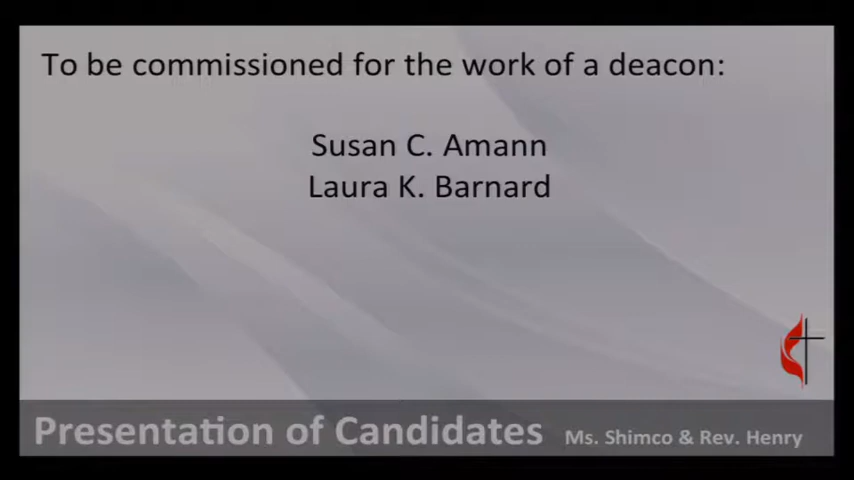 To be commissioned for the work of a deacon:
Susan C. Amann
Laura K. Barnard
Presentation of Candidates Ms. Shimco & Rev. Henry